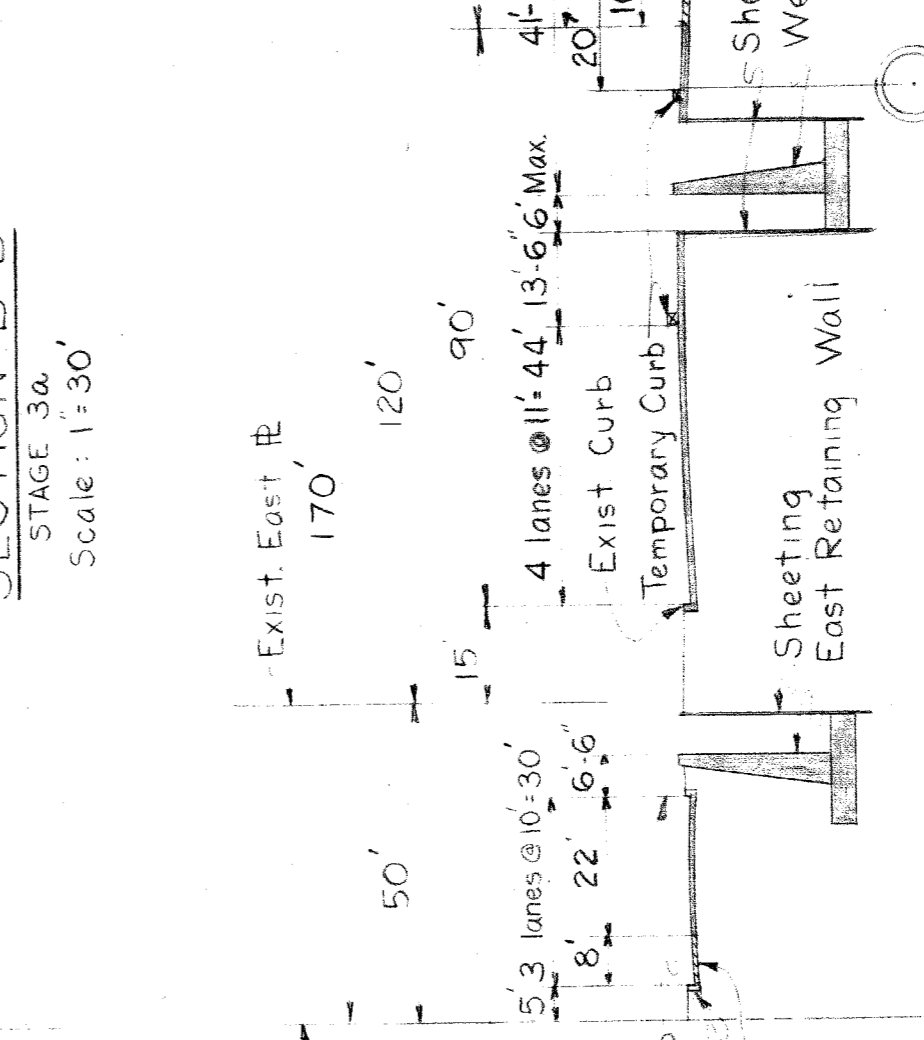 STAGE 3a
Scale: 1"=30'
Exist. East ℙL
170'
120'
50'
90'
15'
41'-
20'
5' 3 lanes @ 10'=30'
4 lanes @ 11'=44' 13'-6" 6' Max.
8' 22' 6'-6"
Exist Curb
Temporary Curb
Sheeting
East Retaining Wall